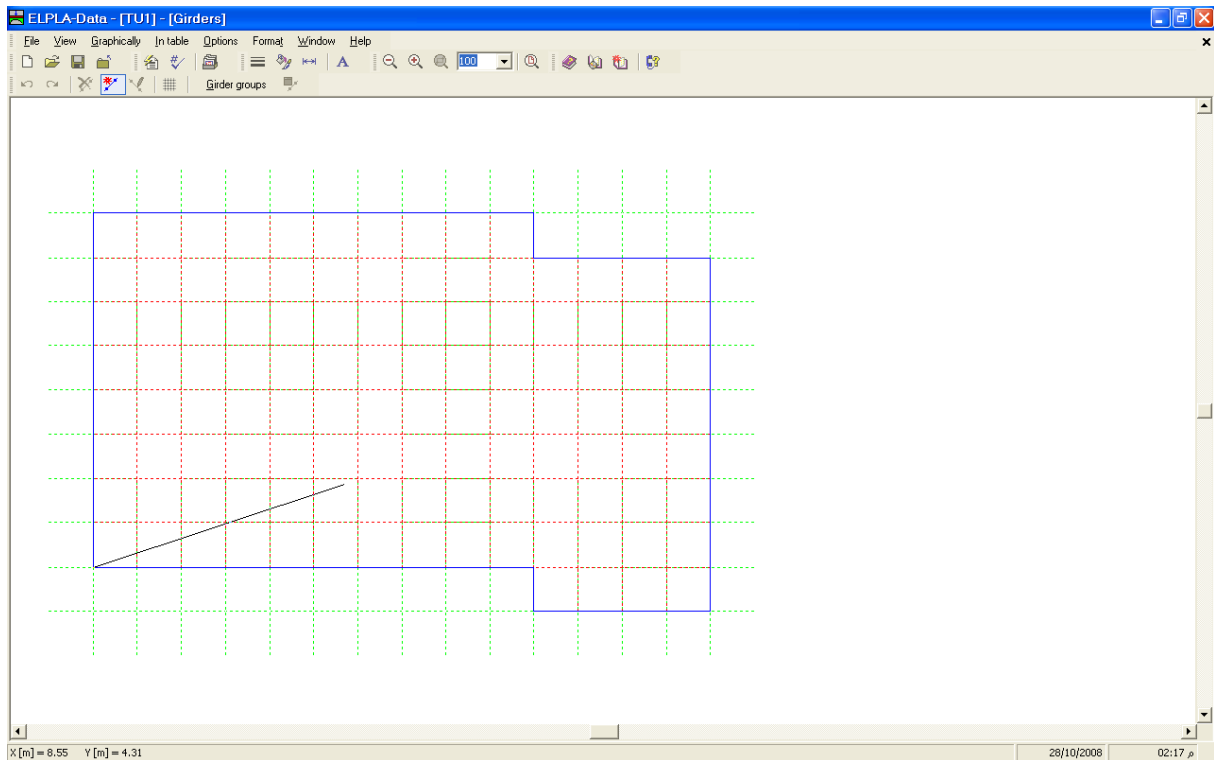 ELPLA-Data - [TU1] - [Girders]
File View Graphically In table Options Format Window Help
100
Girder groups
X [m] = 8.55 Y [m] = 4.31
28/10/2008 02:17 م